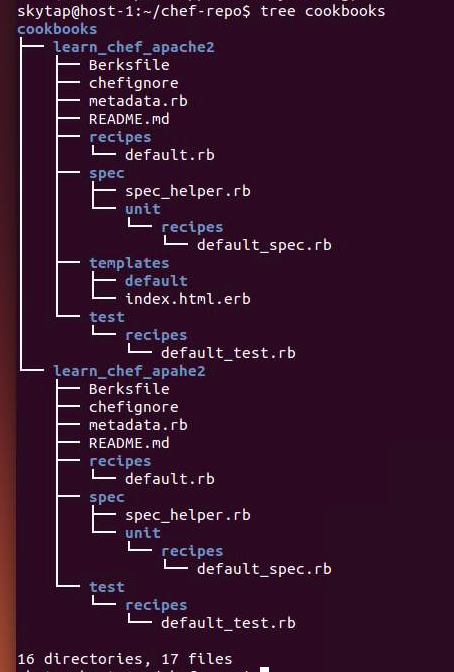 skytap@host-1:~/chef-repo$ tree cookbooks
cookbooks
├── learn_chef_apache2
│   ├── Berksfile
│   ├── chefignore
│   ├── metadata.rb
│   ├── README.md
│   ├── recipes
│   │   └── default.rb
│   ├── spec
│   │   ├── spec_helper.rb
│   │   └── unit
│   │       └── recipes
│   │           └── default_spec.rb
│   ├── templates
│   │   ├── default
│   │   └── index.html.erb
│   └── test
│       └── recipes
│           └── default_test.rb
└── learn_chef_apahe2
    ├── Berksfile
    ├── chefignore
    ├── metadata.rb
    ├── README.md
    ├── recipes
    │   └── default.rb
    ├── spec
    │   ├── spec_helper.rb
    │   └── unit
    │       └── recipes
    │           └── default_spec.rb
    └── test
        └── recipes
            └── default_test.rb
16 directories, 17 files